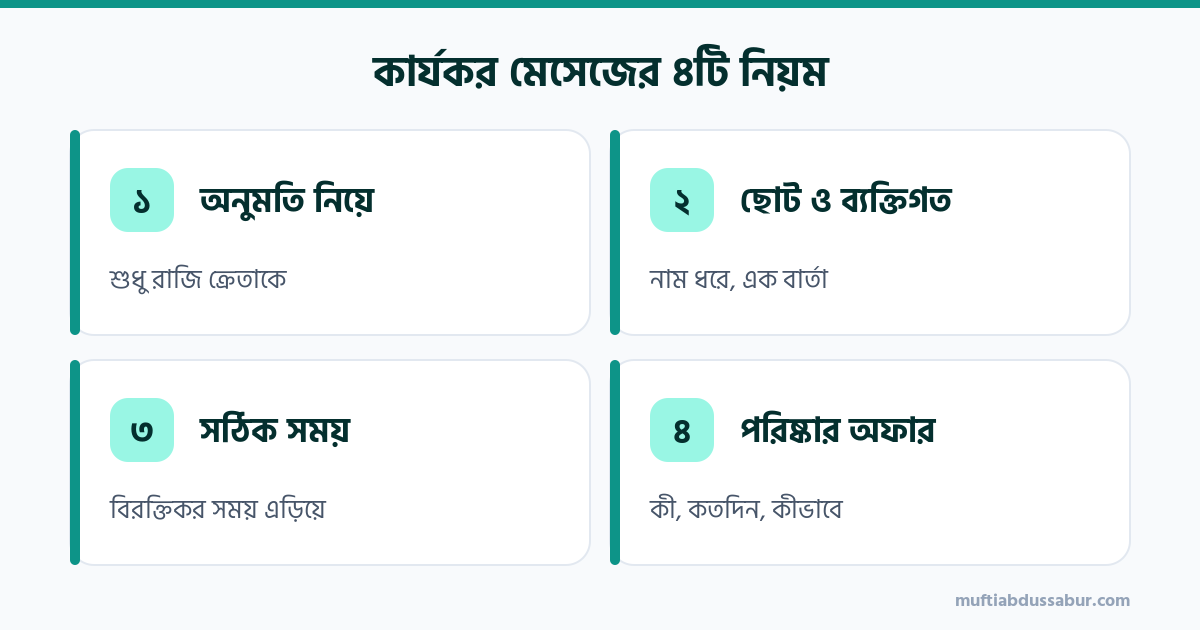 কার্যকর মেসেজের ৪টি নিয়ম
১ অনুমতি নিয়ে
শুধু রাজি ক্রেতাকে
২ ছোট ও ব্যক্তিগত
নাম ধরে, এক বার্তা
৩ সঠিক সময়
বিরক্তিকর সময় এড়িয়ে
৪ পরিষ্কার অফার
কী, কতদিন, কীভাবে
muftiabdussabur.com